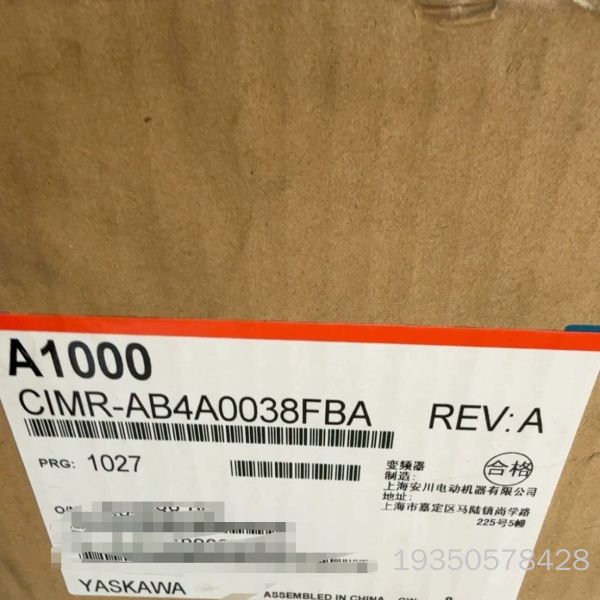 A1000
CIMR-AB4A0038FBA REV: A
PRG: 1027
变频器
制造:
上海安川电动机器有限公司
地址:
上海市嘉定区马陆镇尚学路
225号5幢
合格
O/N
19350578428
YASKAWA
ASSEMBLED IN CHINA